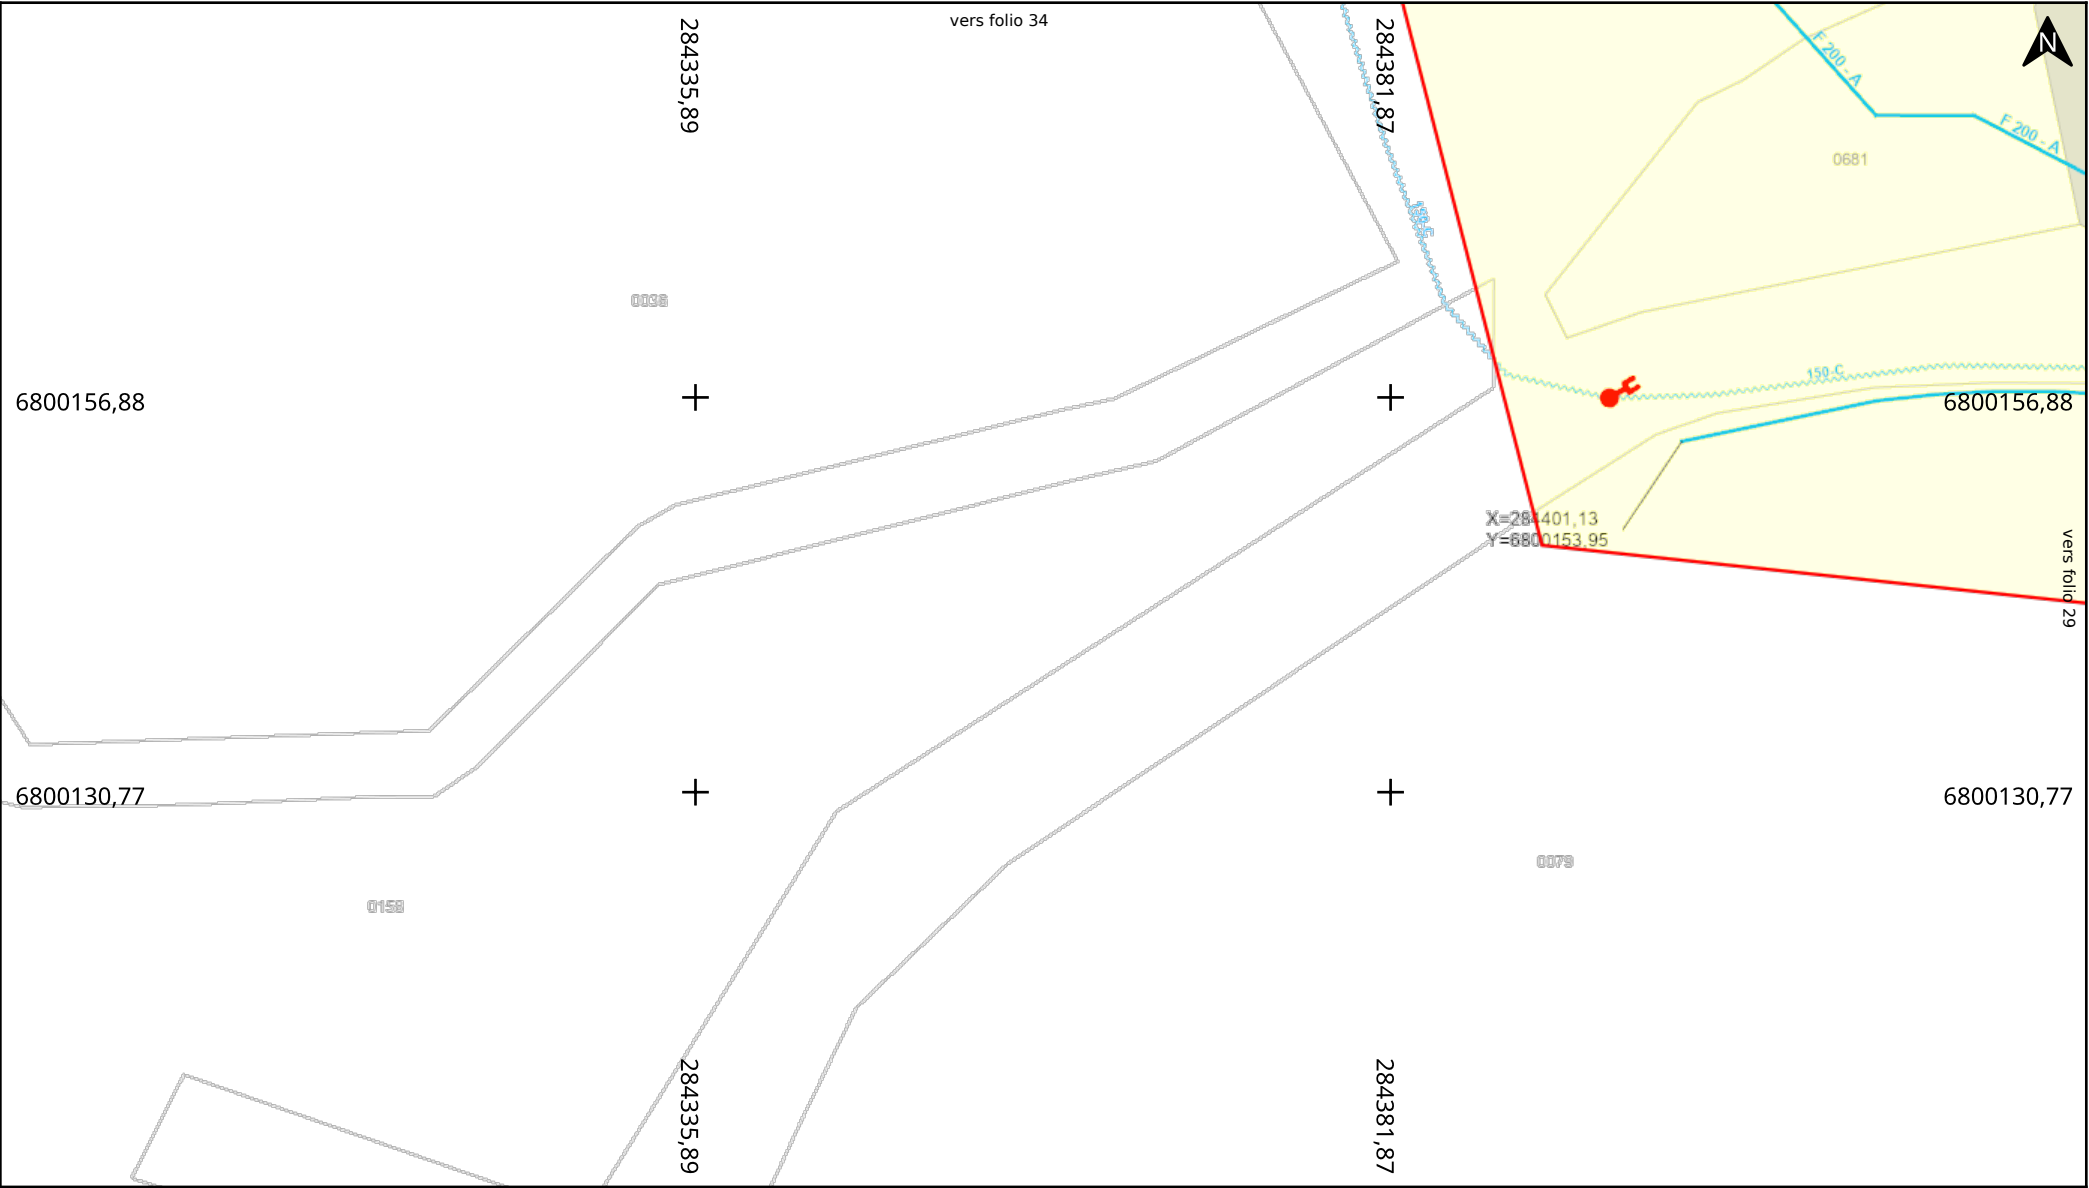 vers folio 34
N
284335,89
284381,87
F 200 - A
F 200 - A
0681
0036
150 C
6800156,88
6800156,88
X=284401,13
Y=6800153,95
vers folio 29
6800130,77
6800130,77
0079
0158
284335,89
284381,87